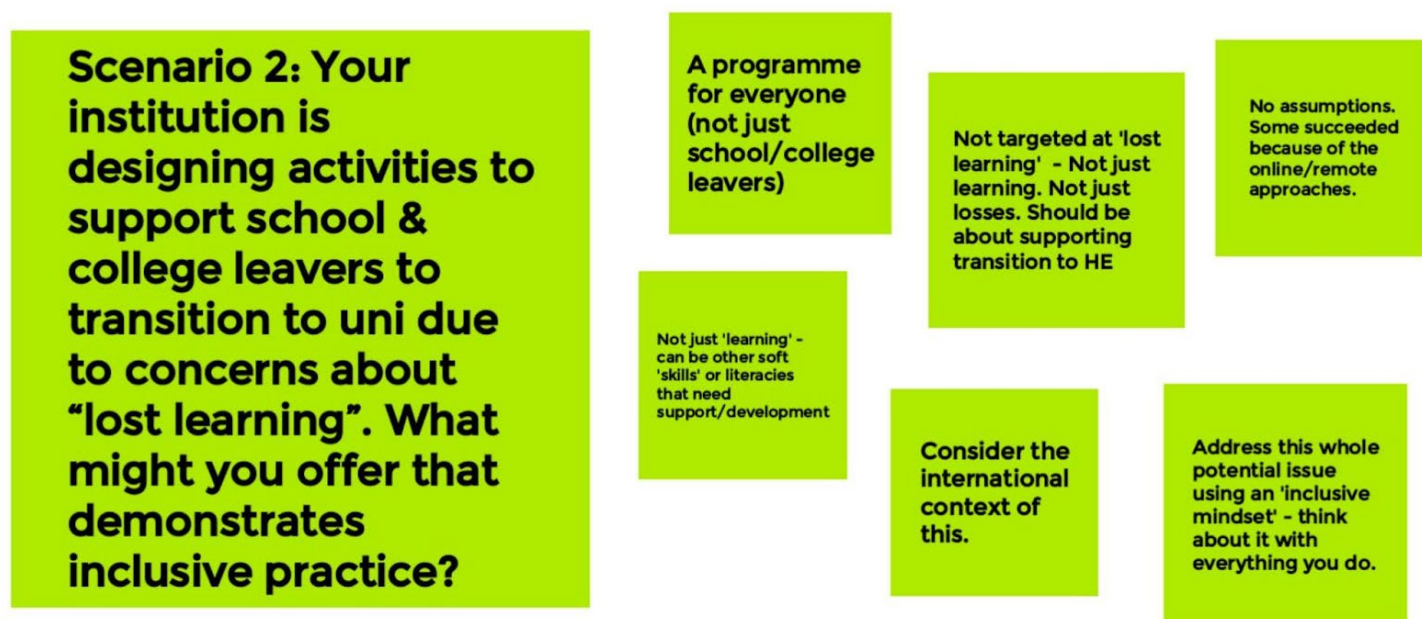 Scenario 2: Your
institution is
designing activities to
support school &
college leavers to
transition to uni due
to concerns about
“lost learning”. What
might you offer that
demonstrates
inclusive practice?
A programme
for everyone
(not just
school/college
leavers)
Not targeted at 'lost
learning' - Not just
learning. Not just
losses. Should be
about supporting
transition to HE
No assumptions.
Some succeeded
because of the
online/remote
approaches.
Not just 'learning' -
can be other soft
'skills' or literacies
that need
support/development
Consider the
international
context of
this.
Address this whole
potential issue
using an 'inclusive
mindset' - think
about it with
everything you do.